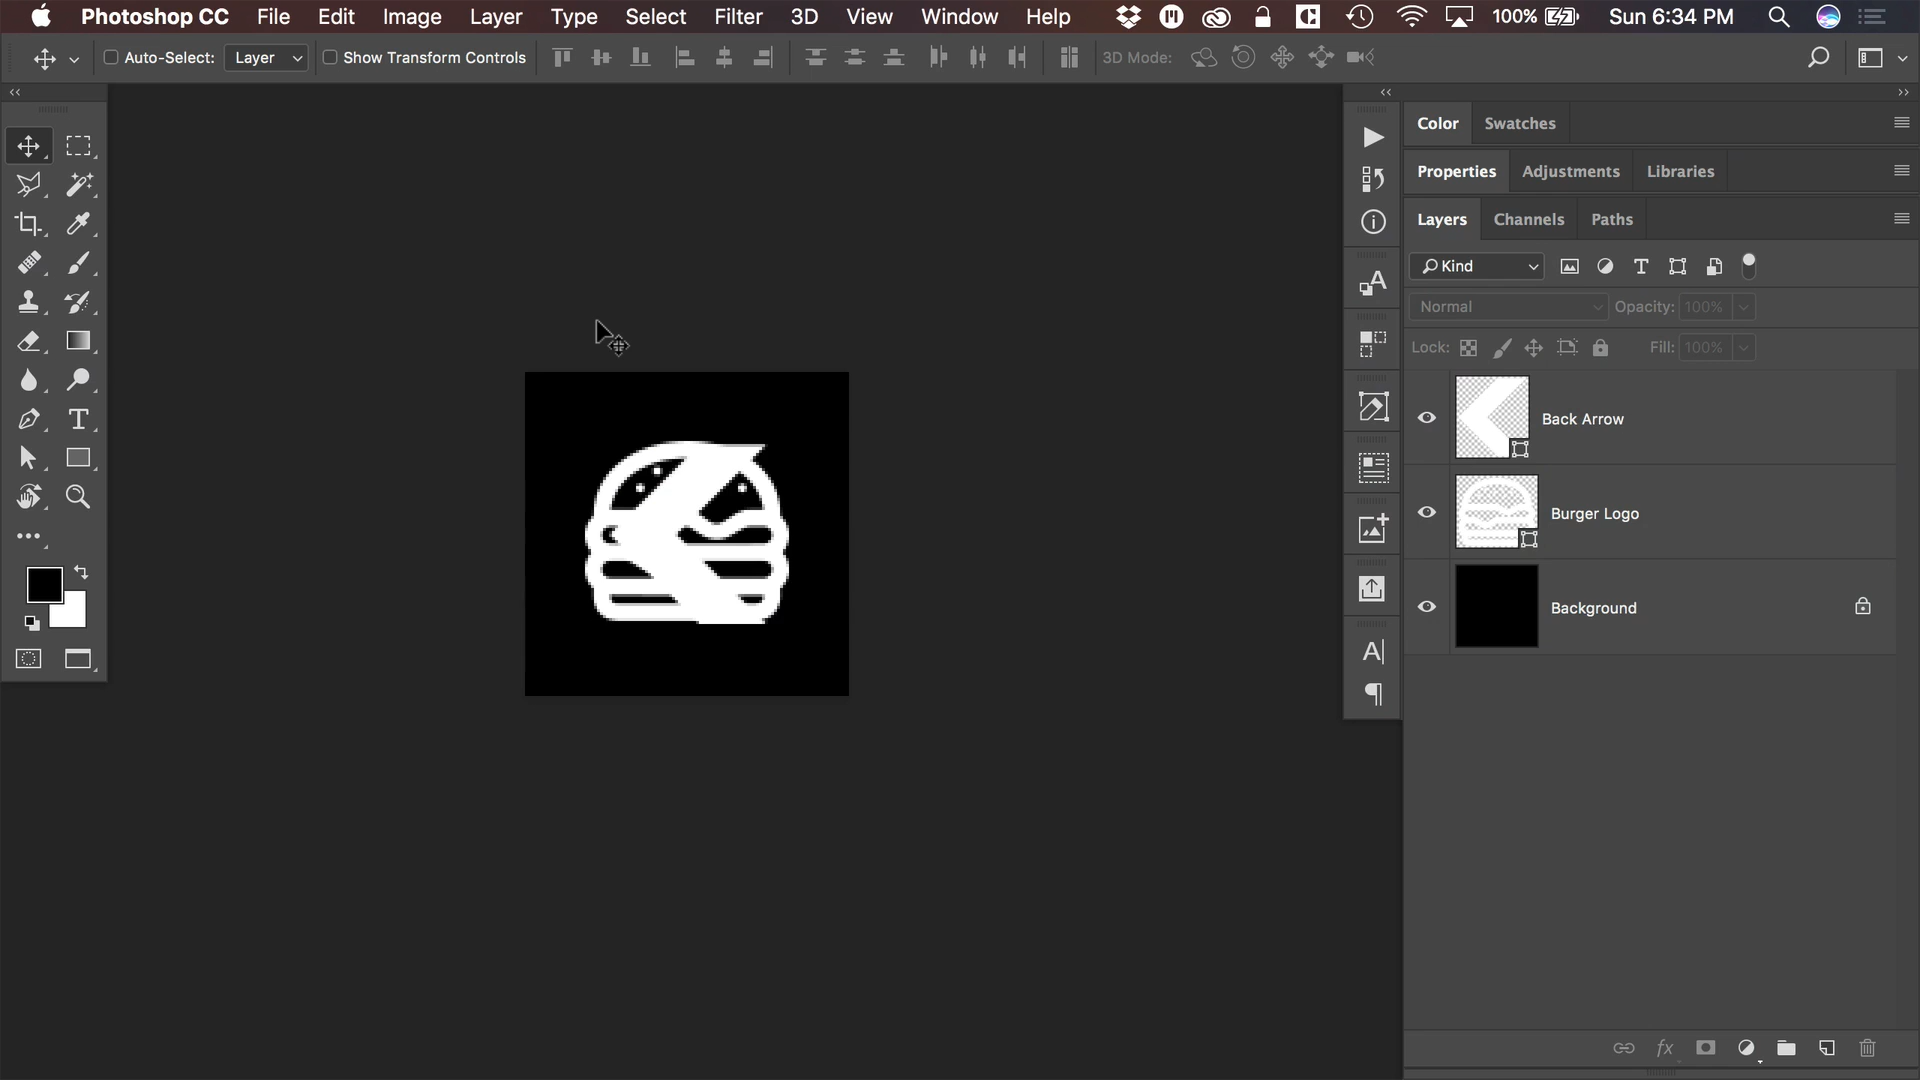 Photoshop CC File Edit Image Layer Type Select Filter 3D View Window Help 100% Sun 6:34 PM
Auto-Select: Layer Show Transform Controls 3D Mode:
Color Swatches
Properties Adjustments Libraries
Layers Channels Paths
Kind
Normal Opacity: 100%
Lock: Fill: 100%
Back Arrow
Burger Logo
Background